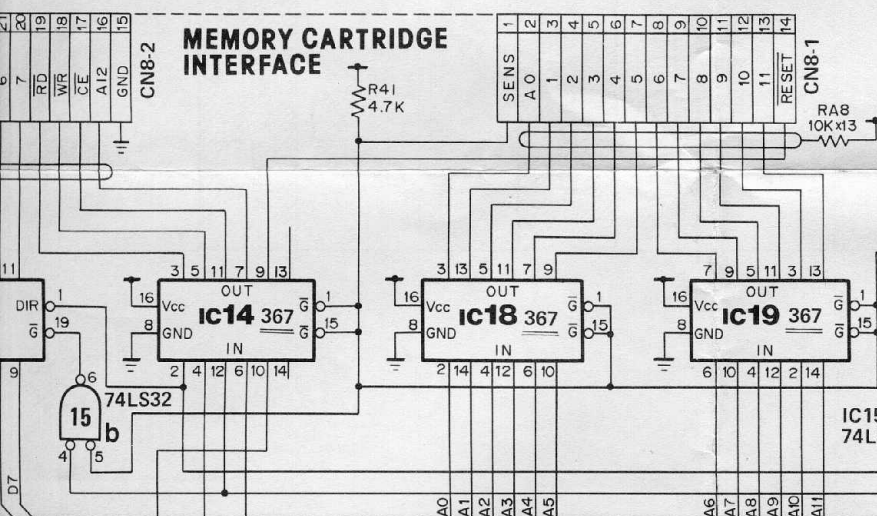 21
20
19
18
17
16
15
6
7
RD
WR
CE
A12
GND
CN8-2
MEMORY CARTRIDGE
INTERFACE
R41
4.7K
1
2
3
4
5
6
7
8
9
10
11
12
13
14
SENS
A0
1
2
3
4
5
6
7
8
9
10
11
RESET
CN8-1
RA8
10K×13
11
DIR
1
G
19
9
D7
3 5 11 7 9 13
OUT
16
Vcc
IC14 367
G
1
8
GND
G
15
IN
2 4 12 6 10 14
3 13 5 11 7 9
OUT
16
Vcc
IC18 367
G
1
8
GND
G
15
IN
2 14 4 12 6 10
7 9 5 11 3 13
OUT
16
Vcc
IC19 367
G
1
8
GND
G
15
IN
6 10 4 12 2 14
6
74LS32
15
b
4
5
IC15
74L
A0
A1
A2
A3
A4
A5
A6
A7
A8
A9
A10
A11